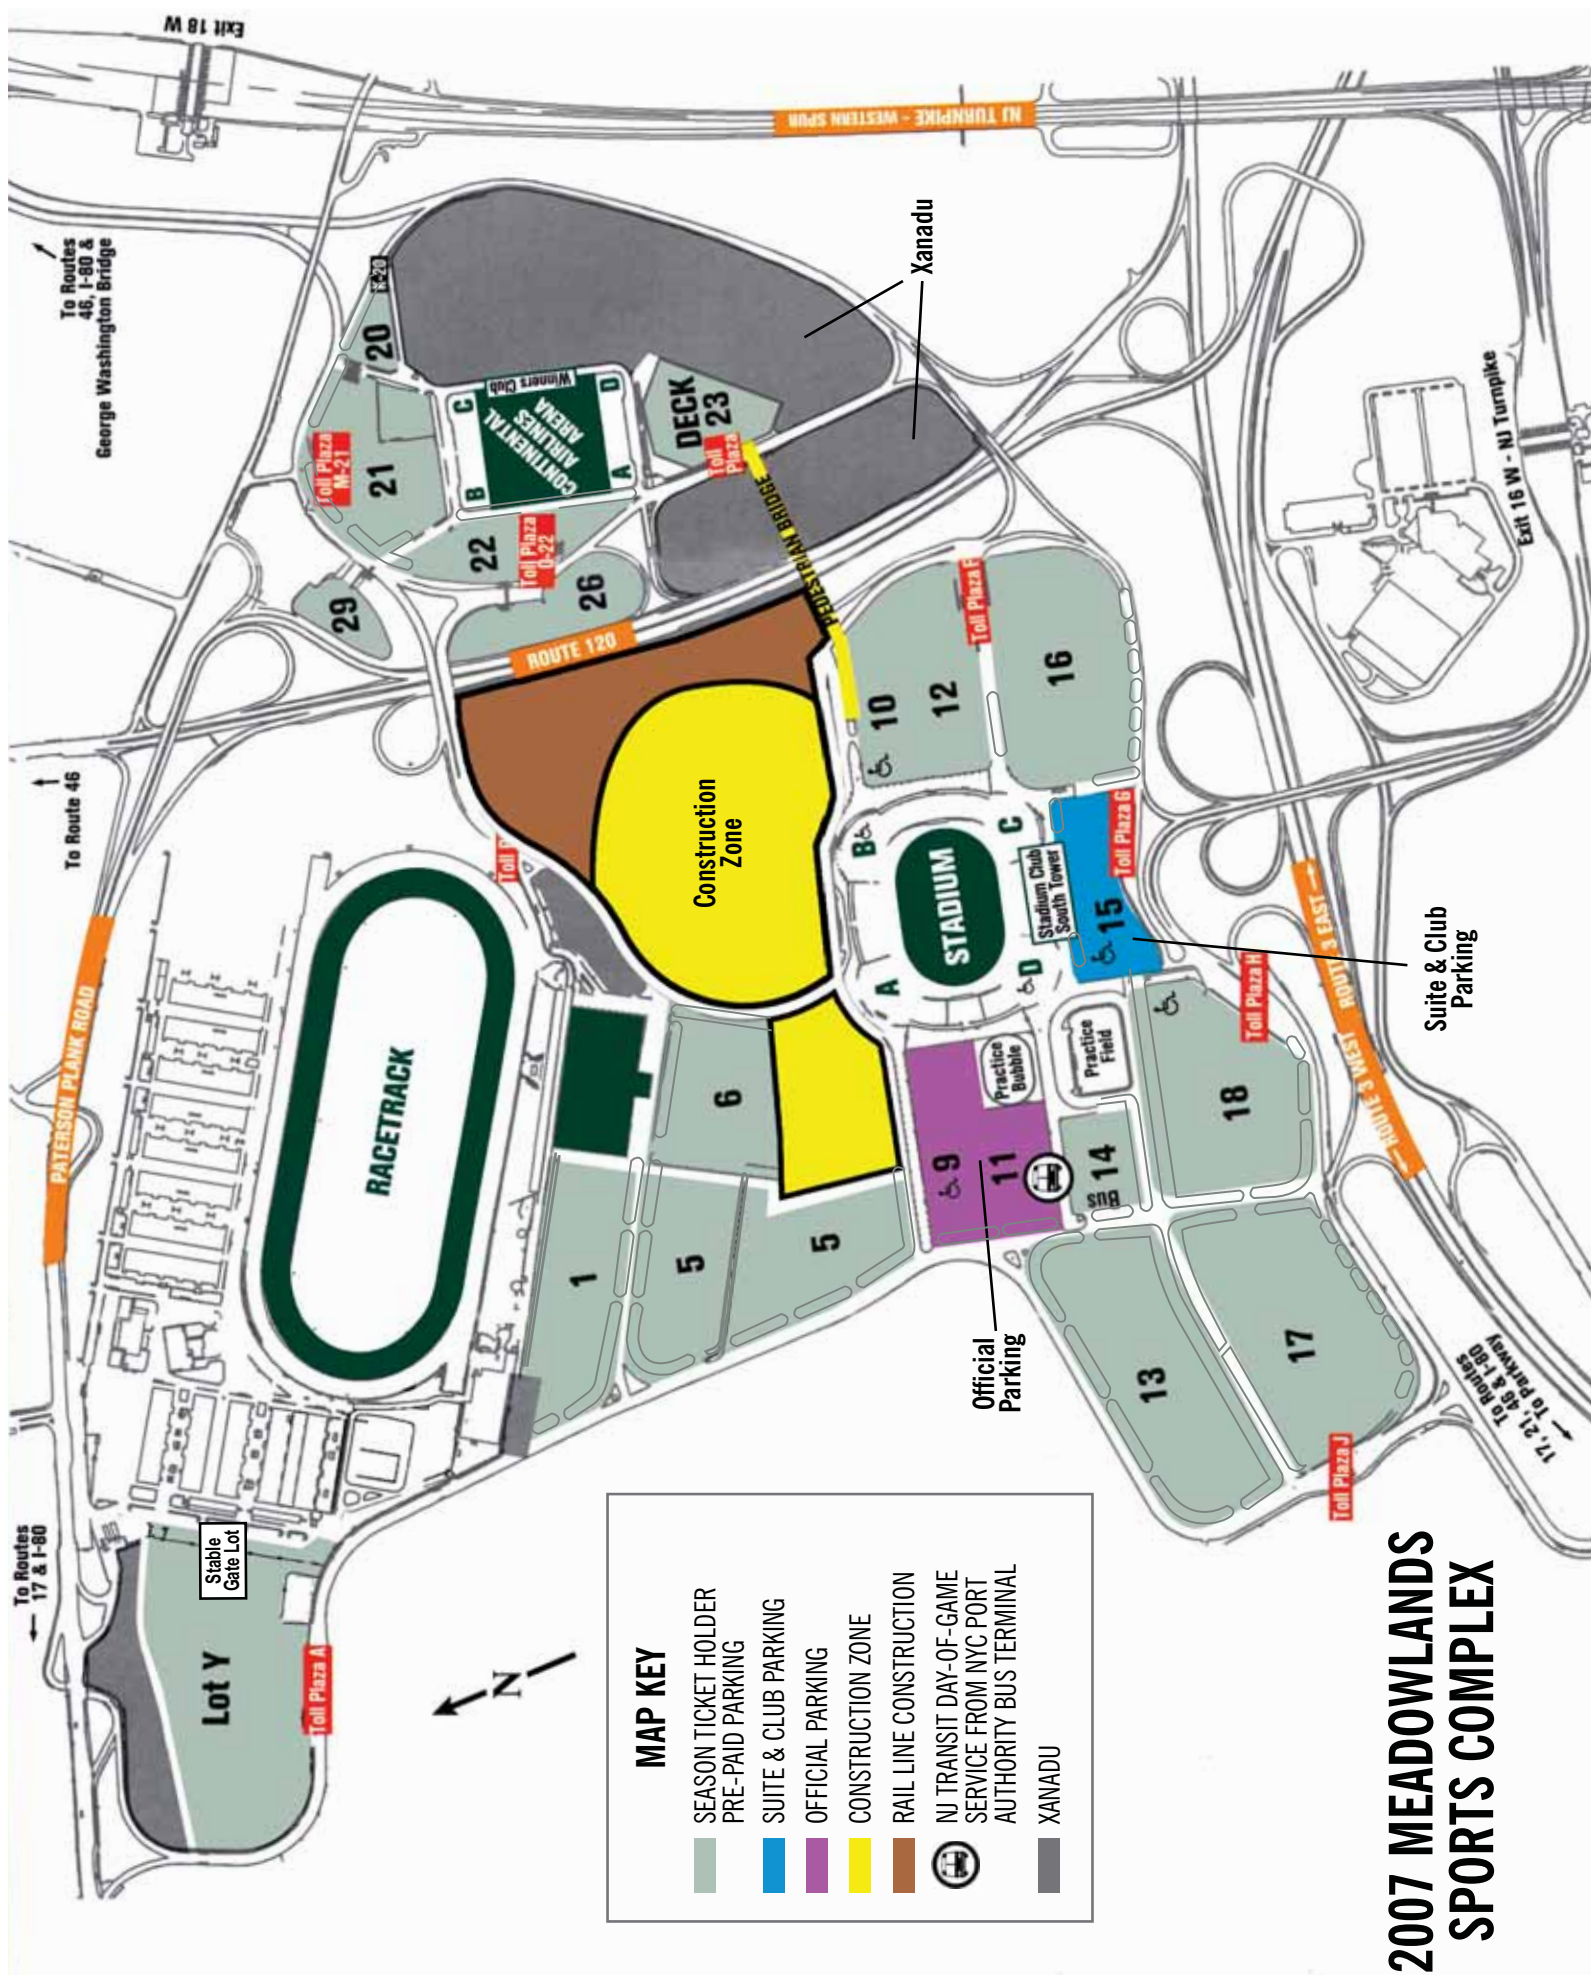 2007 MEADOWLANDS
SPORTS COMPLEX
MAP KEY
SEASON TICKET HOLDER
PRE-PAID PARKING
SUITE & CLUB PARKING
OFFICIAL PARKING
CONSTRUCTION ZONE
RAIL LINE CONSTRUCTION
NJ TRANSIT DAY-OF-GAME
SERVICE FROM NYC PORT
AUTHORITY BUS TERMINAL
XANADU
N
To Routes
17 & I-80
Lot Y
Stable
Gate Lot
Toll Plaza A
PATERSON PLANK ROAD
To Route 46
RACETRACK
Toll
1
5
5
6
Construction
Zone
ROUTE 120
Exit 18 W
To Routes
46, I-80 &
George Washington Bridge
NJ TURNPIKE - WESTERN SPUR
K-20
20
21
Toll Plaza
M-21
22
Toll Plaza
O-22
26
29
CONTINENTAL
AIRLINES
ARENA
Winners Club
A
B
C
D
DECK
23
Toll
Plaza
PEDESTRIAN BRIDGE
Xanadu
10
12
Toll Plaza F
16
STADIUM
A
B
C
D
Stadium Club
South Tower
15
Toll Plaza G
Suite & Club
Parking
9
11
Official
Parking
Practice
Bubble
Practice
Field
14
Bus
18
Toll Plaza H
13
17
Toll Plaza J
ROUTE 3 WEST
ROUTE 3 EAST
To Routes
17, 21, 46 & I-80
To Parkway
Exit 16 W - NJ Turnpike